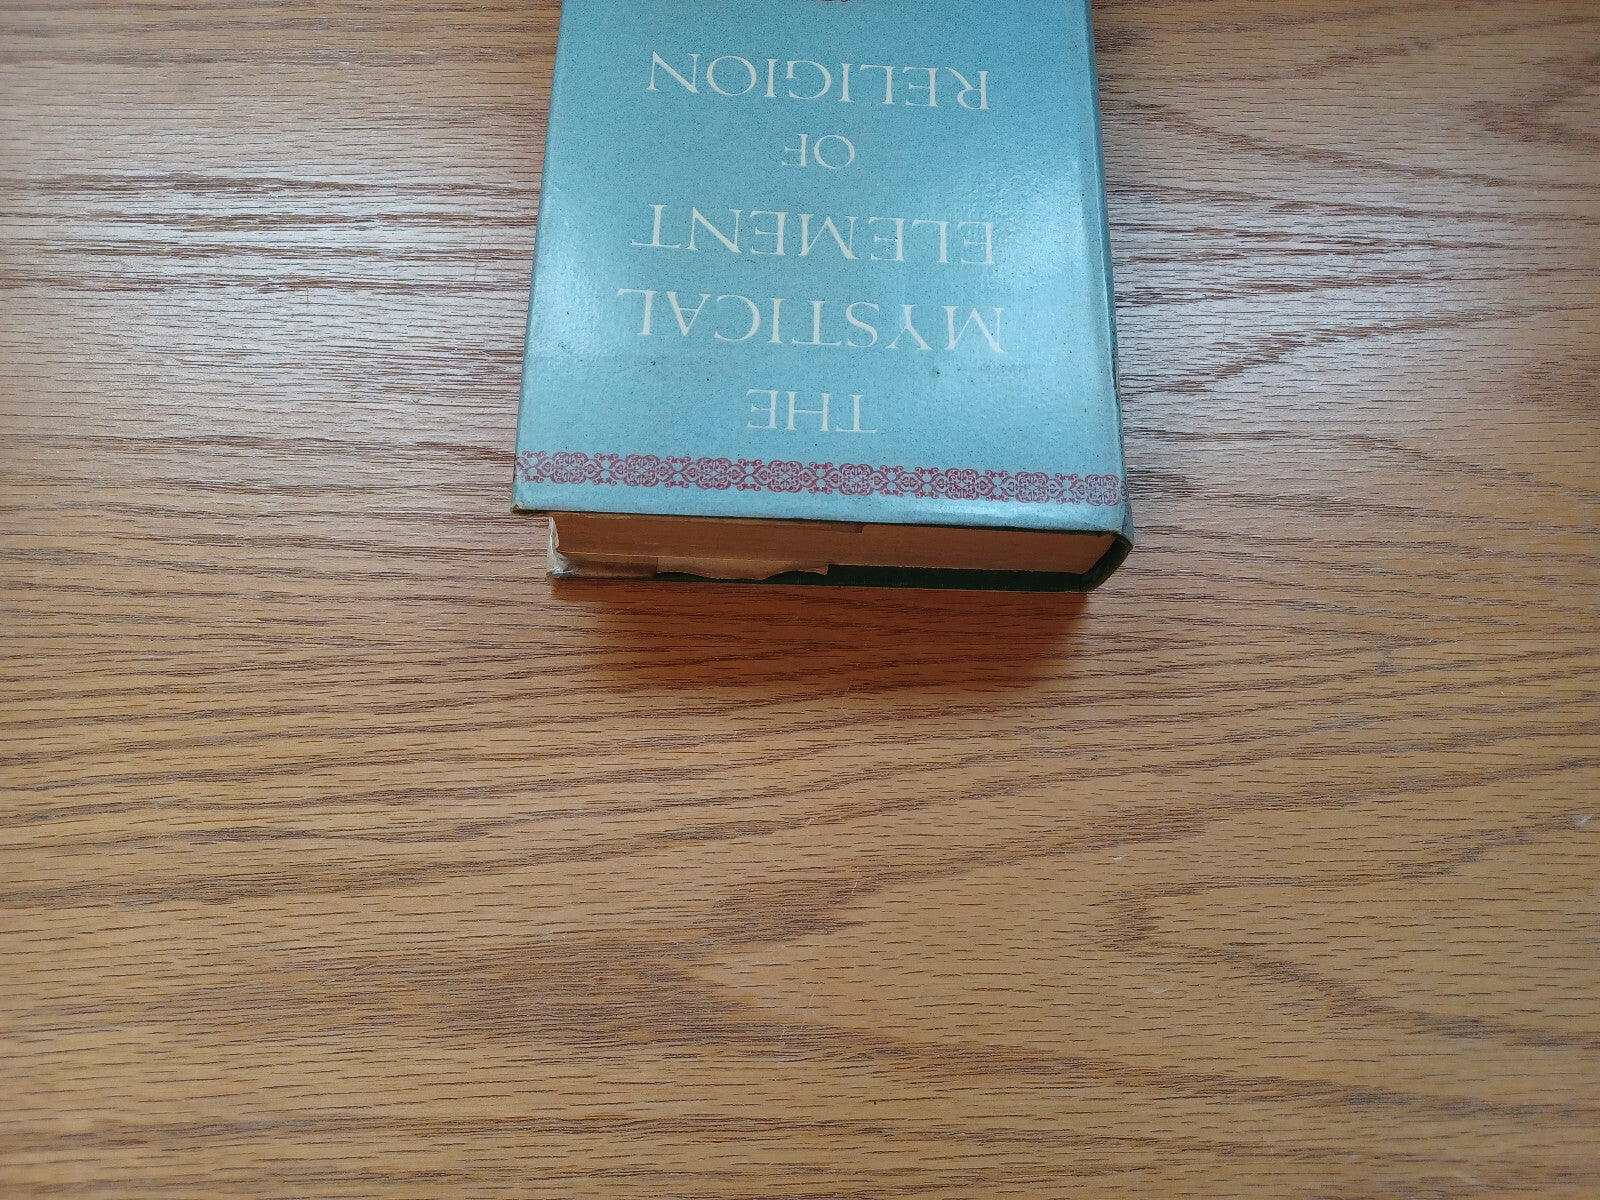 THE
MYSTICAL
ELEMENT
OF
RELIGION